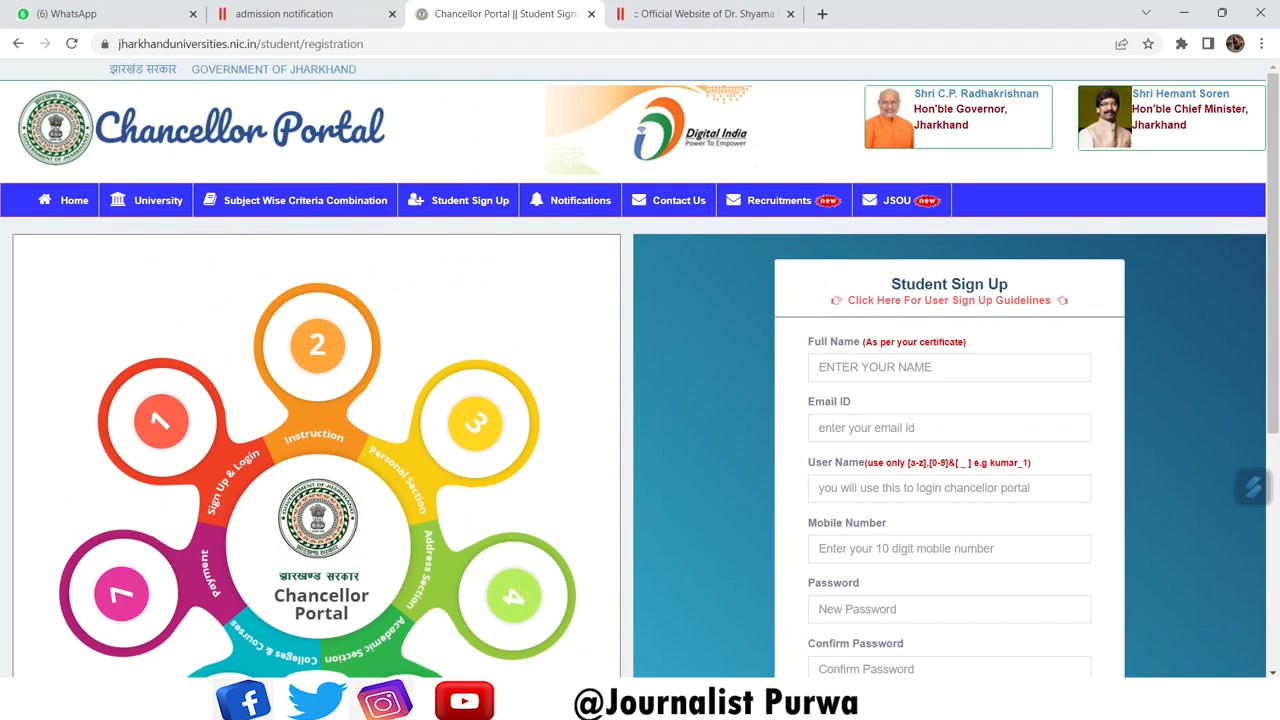 (6) WhatsApp
admission notification
Chancellor Portal || Student Sign
:: Official Website of Dr. Shyama
jharkhanduniversities.nic.in/student/registration
झारखंड सरकार GOVERNMENT OF JHARKHAND
Chancellor Portal
Digital India
Power To Empower
Shri C.P. Radhakrishnan
Hon'ble Governor,
Jharkhand
Shri Hemant Soren
Hon'ble Chief Minister,
Jharkhand
Home
University
Subject Wise Criteria Combination
Student Sign Up
Notifications
Contact Us
Recruitments new
JSOU new
1
Sign Up & Login
2
Instruction
3
Personal Section
4
Address Section
Academic Section
Colleges & Courses
7
Payment
GOVERNMENT OF JHARKHAND
झारखण्ड सरकार
Chancellor
Portal
Student Sign Up
Click Here For User Sign Up Guidelines
Full Name (As per your certificate)
ENTER YOUR NAME
Email ID
enter your email id
User Name(use only [a-z],[0-9]&[ _ ] e.g kumar_1)
you will use this to login chancellor portal
Mobile Number
Enter your 10 digit mobile number
Password
New Password
Confirm Password
Confirm Password
@Journalist Purwa